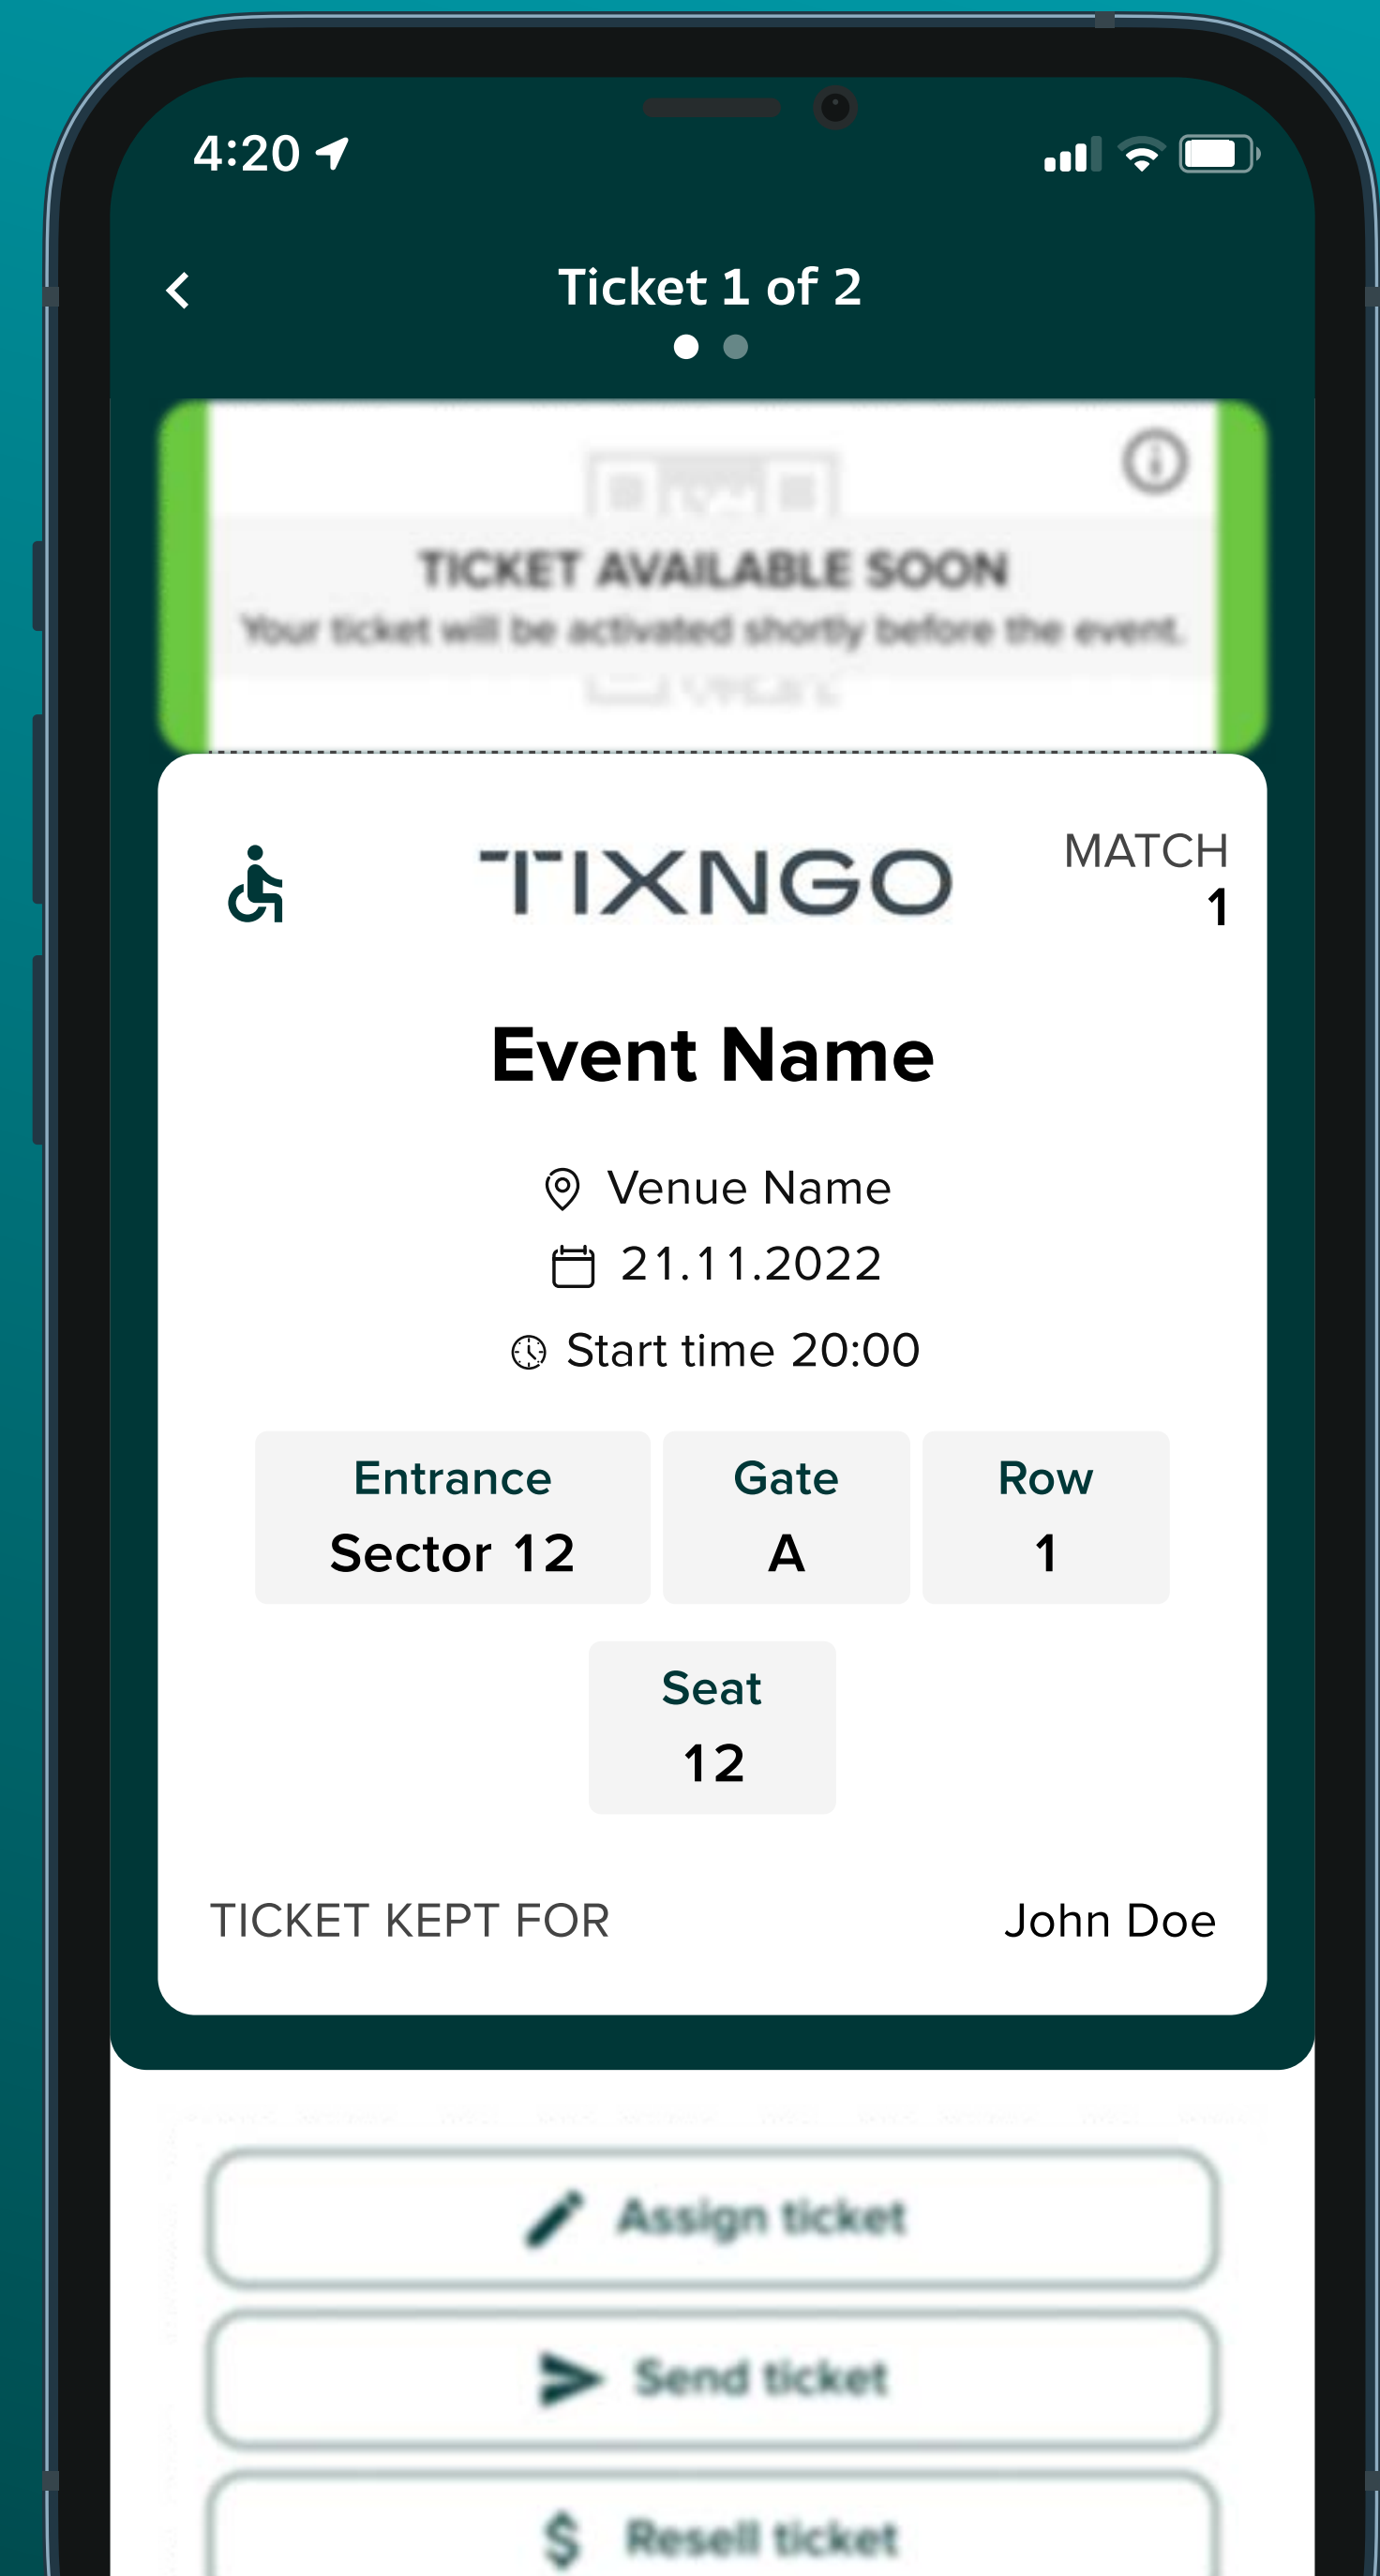 4:20
Ticket 1 of 2
TICKET AVAILABLE SOON
Your ticket will be activated shortly before the event.
MATCH
TIXNGO
1
Event Name
Venue Name
21.11.2022
Start time 20:00
Entrance
Gate
Row
Sector 12
A
1
Seat
12
TICKET KEPT FOR
John Doe
Assign ticket
Send ticket
Resell ticket